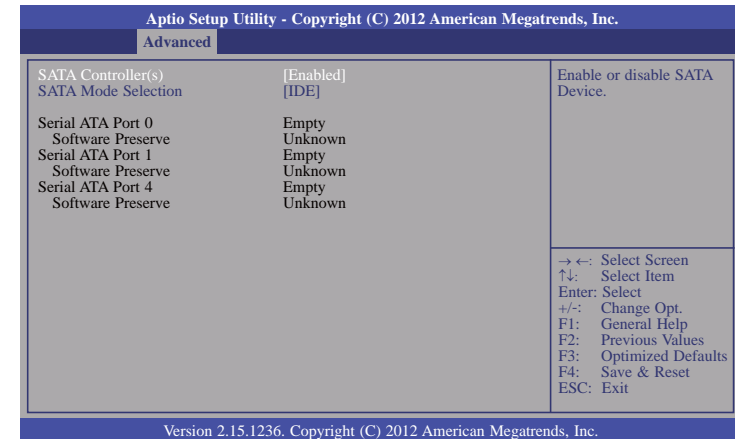 Aptio Setup Utility - Copyright (C) 2012 American Megatrends, Inc.
Advanced
SATA Controller(s) [Enabled]
SATA Mode Selection [IDE]
Serial ATA Port 0 Empty
Software Preserve Unknown
Serial ATA Port 1 Empty
Software Preserve Unknown
Serial ATA Port 4 Empty
Software Preserve Unknown
Enable or disable SATA
Device.
→ ←: Select Screen
↑↓: Select Item
Enter: Select
+/-: Change Opt.
F1: General Help
F2: Previous Values
F3: Optimized Defaults
F4: Save & Reset
ESC: Exit
Version 2.15.1236. Copyright (C) 2012 American Megatrends, Inc.